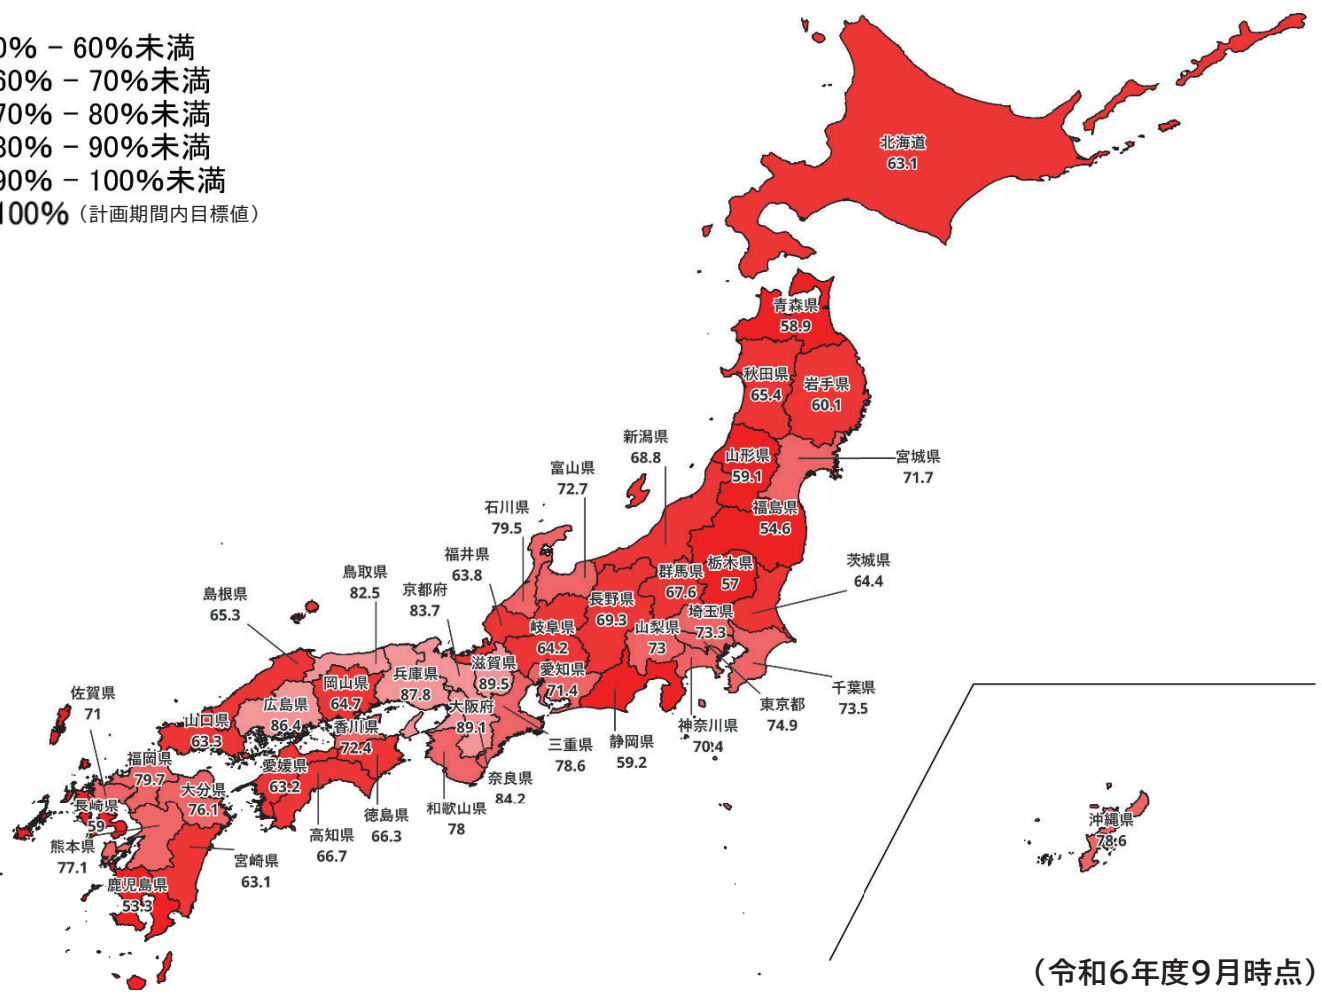 0% - 60%未満
60% - 70%未満
70% - 80%未満
80% - 90%未満
90% - 100%未満
100%（計画期間内目標値）
北海道
63.1
青森県
58.9
秋田県
65.4
岩手県
60.1
新潟県
68.8
山形県
59.1
宮城県
71.7
富山県
72.7
石川県
79.5
福島県
54.6
福井県
63.8
群馬県
67.6
栃木県
57
茨城県
64.4
鳥取県
82.5
京都府
83.7
島根県
65.3
長野県
69.3
埼玉県
73.3
岐阜県
64.2
山梨県
73
滋賀県
89.5
愛知県
71.4
兵庫県
87.8
岡山県
64.7
千葉県
73.5
佐賀県
71
広島県
86.4
大阪府
89.1
東京都
74.9
山口県
63.3
香川県
72.4
神奈川県
70.4
三重県
78.6
静岡県
59.2
福岡県
79.7
愛媛県
63.2
奈良県
84.2
大分県
76.1
長崎県
59
和歌山県
78
徳島県
66.3
高知県
66.7
熊本県
77.1
宮崎県
63.1
鹿児島県
53.3
沖縄県
78.6
（令和6年度9月時点）